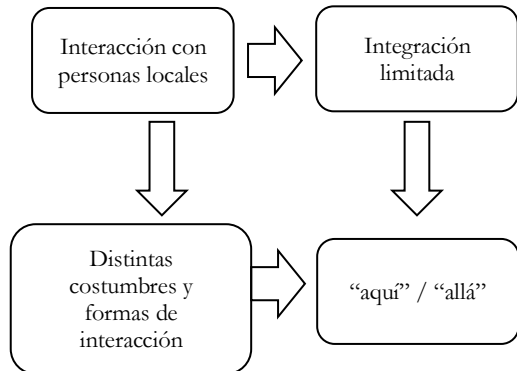 Interacción con
personas locales
Integración
limitada
Distintas
costumbres y
formas de
interacción
“aquí” / “allá”